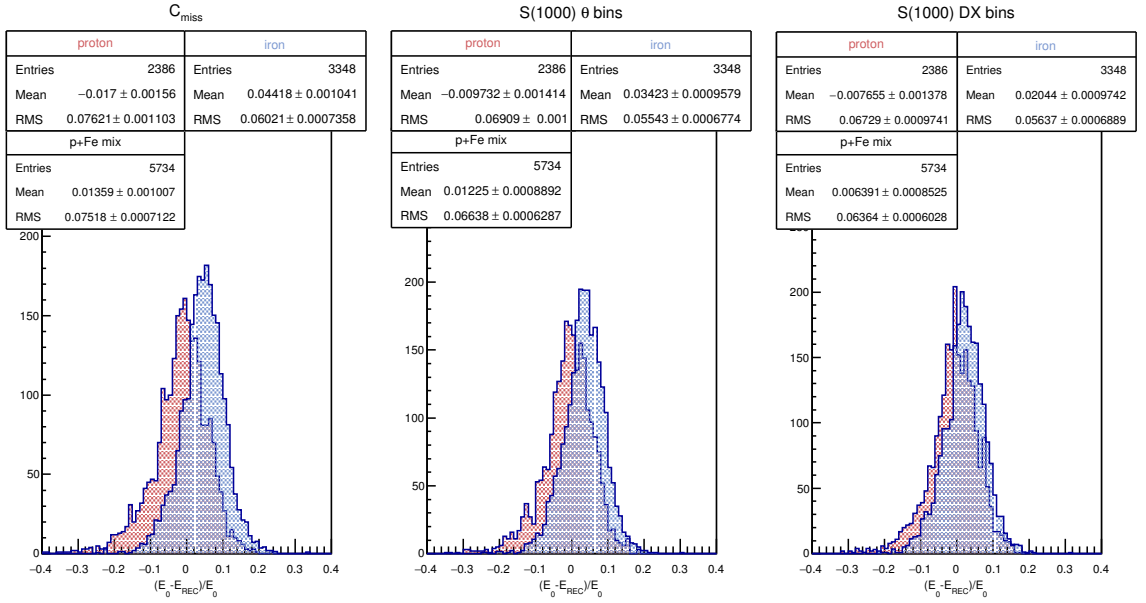 C_miss
proton iron
Entries 2386 Entries 3348
Mean −0.017 ± 0.00156 Mean 0.04418 ± 0.001041
RMS 0.07621 ± 0.001103 RMS 0.06021 ± 0.0007358
p+Fe mix
Entries 5734
Mean 0.01359 ± 0.001007
RMS 0.07518 ± 0.0007122
200
150
100
50
0
−0.4 −0.3 −0.2 −0.1 0 0.1 0.2 0.3 0.4
(E_0-E_REC)/E_0
S(1000) θ bins
proton iron
Entries 2386 Entries 3348
Mean −0.009732 ± 0.001414 Mean 0.03423 ± 0.0009579
RMS 0.06909 ± 0.001 RMS 0.05543 ± 0.0006774
p+Fe mix
Entries 5734
Mean 0.01225 ± 0.0008892
RMS 0.06638 ± 0.0006287
200
150
100
50
0
−0.4 −0.3 −0.2 −0.1 0 0.1 0.2 0.3 0.4
(E_0-E_REC)/E_0
S(1000) DX bins
proton iron
Entries 2386 Entries 3348
Mean −0.007655 ± 0.001378 Mean 0.02044 ± 0.0009742
RMS 0.06729 ± 0.0009741 RMS 0.05637 ± 0.0006889
p+Fe mix
Entries 5734
Mean 0.006391 ± 0.0008525
RMS 0.06364 ± 0.0006028
200
150
100
50
0
−0.4 −0.3 −0.2 −0.1 0 0.1 0.2 0.3 0.4
(E_0-E_REC)/E_0